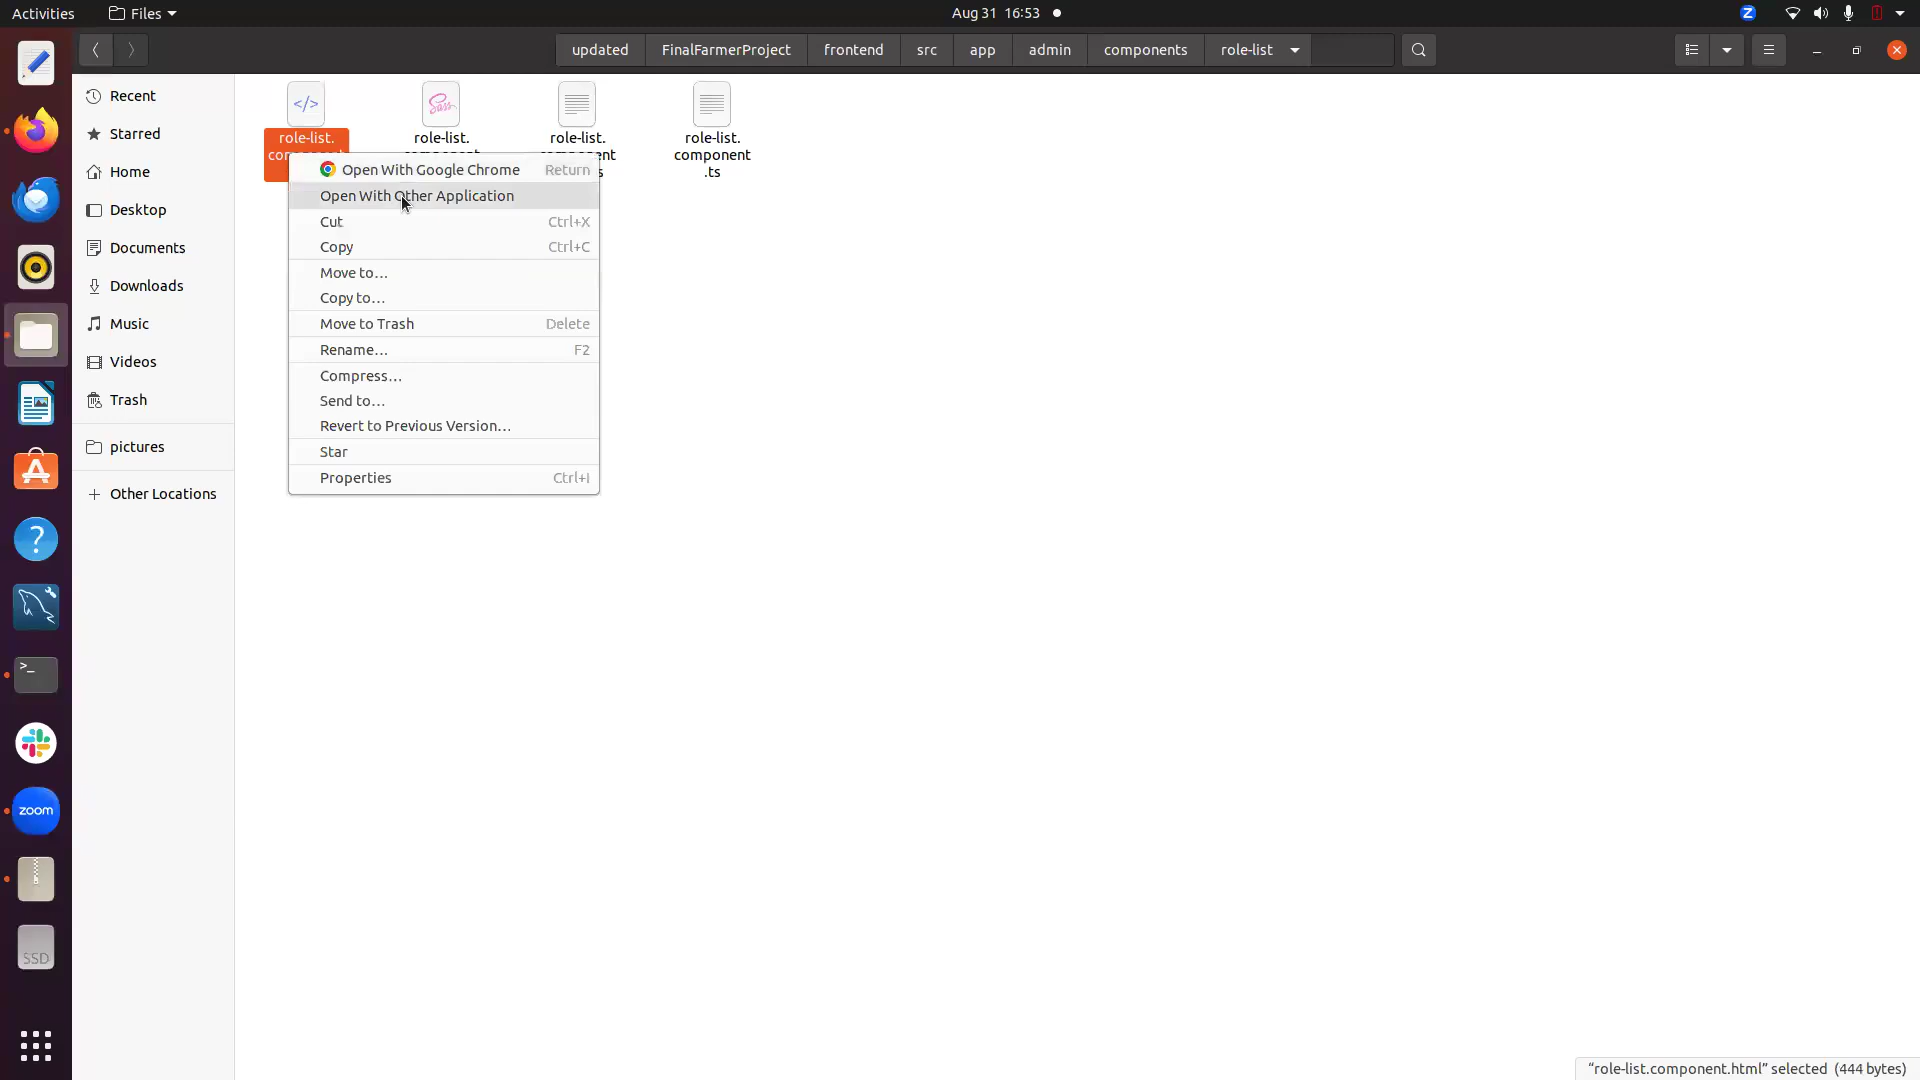 Activities Files Aug 31 16:53
updated FinalFarmerProject frontend src app admin components role-list
Recent
Starred
Home
Desktop
Documents
Downloads
Music
Videos
Trash
pictures
Other Locations
role-list.
role-list.
role-list.
role-list.
component
.ts
Open With Google Chrome Return
Open With Other Application
Cut Ctrl+X
Copy Ctrl+C
Move to...
Copy to...
Move to Trash Delete
Rename... F2
Compress...
Send to...
Revert to Previous Version...
Star
Properties Ctrl+I
zoom
SSD
"role-list.component.html" selected (444 bytes)